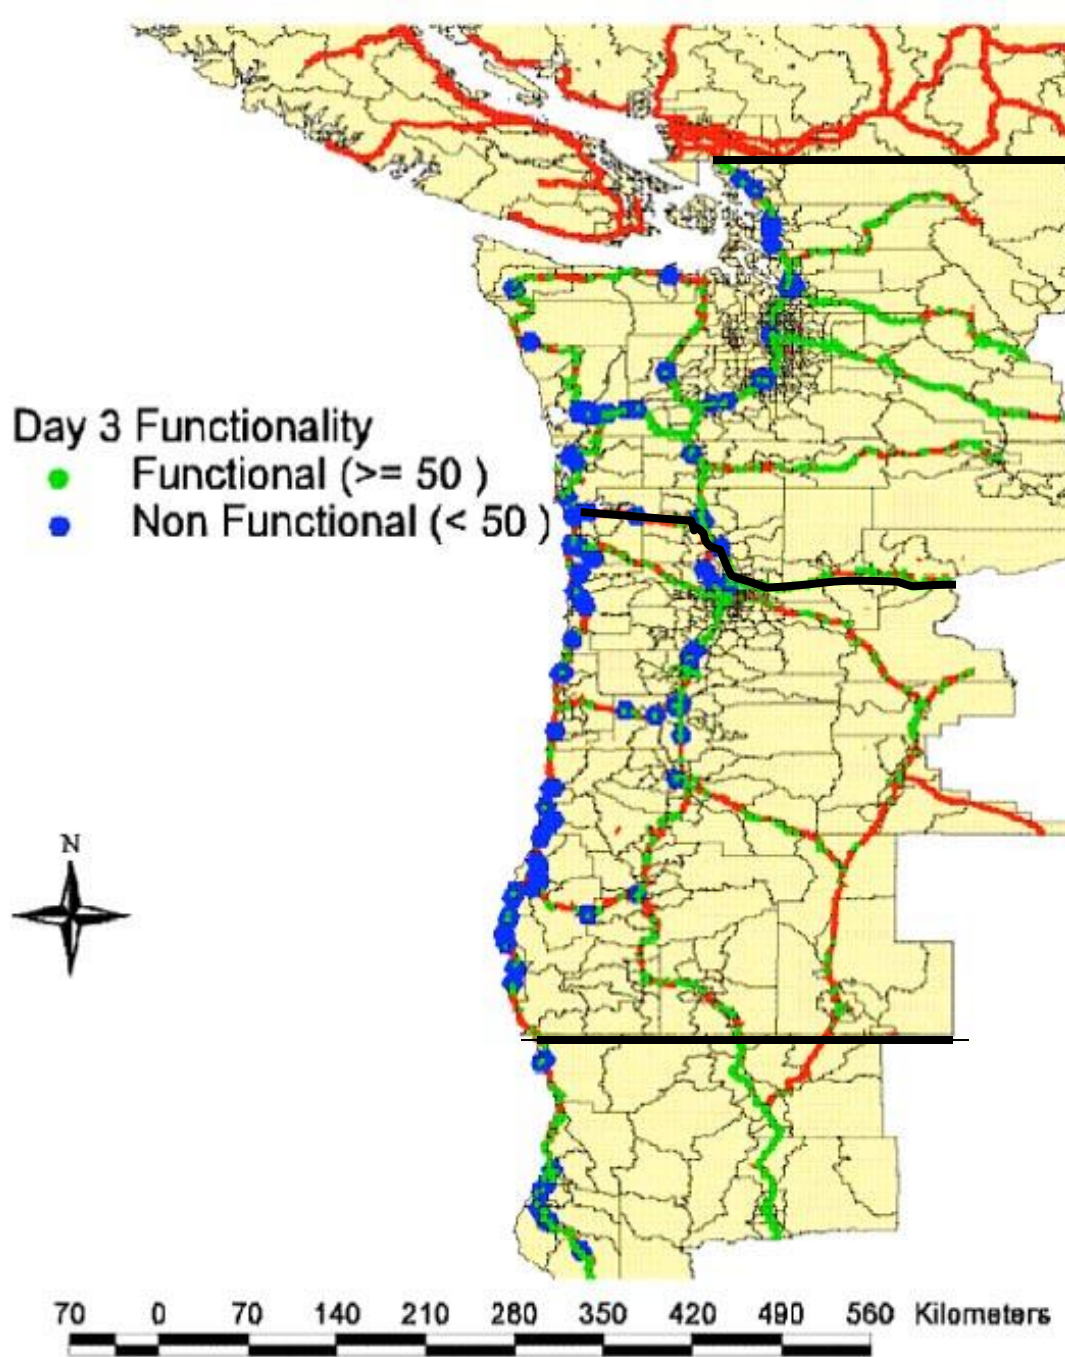 Day 3 Functionality
Functional (>= 50 )
Non Functional (< 50 )
N
70 0 70 140 210 280 350 420 490 560 Kilometers